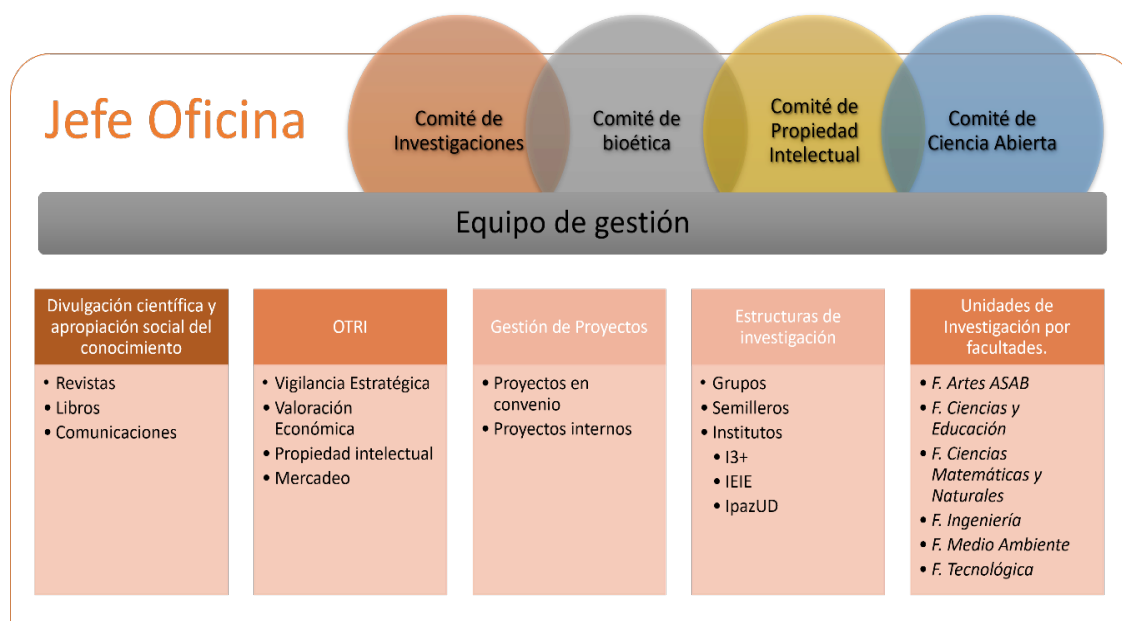 Jefe Oficina
Comité de
Investigaciones
Comité de
bioética
Comité de
Propiedad
Intelectual
Comité de
Ciencia Abierta
Equipo de gestión
Divulgación científica y
apropiación social del
conocimiento
• Revistas
• Libros
• Comunicaciones
OTRI
• Vigilancia Estratégica
• Valoración
Económica
• Propiedad intelectual
• Mercadeo
Gestión de Proyectos
• Proyectos en
convenio
• Proyectos internos
Estructuras de
investigación
• Grupos
• Semilleros
• Institutos
• I3+
• IEIE
• IpazUD
Unidades de
Investigación por
facultades.
• F. Artes ASAB
• F. Ciencias y
Educación
• F. Ciencias
Matemáticas y
Naturales
• F. Ingeniería
• F. Medio Ambiente
• F. Tecnológica